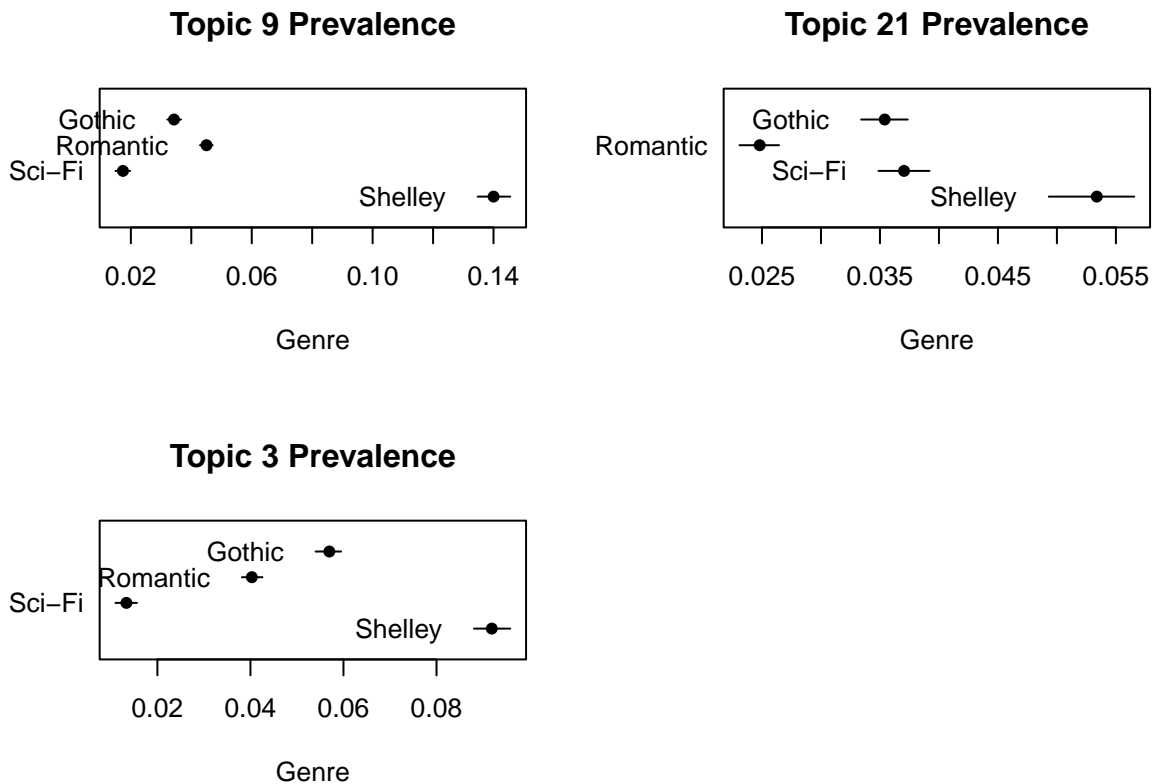 Topic 9 Prevalence
Gothic
Romantic
Sci−Fi
Shelley
0.02 0.06 0.10 0.14
Genre
Topic 21 Prevalence
Gothic
Romantic
Sci−Fi
Shelley
0.025 0.035 0.045 0.055
Genre
Topic 3 Prevalence
Gothic
Romantic
Sci−Fi
Shelley
0.02 0.04 0.06 0.08
Genre